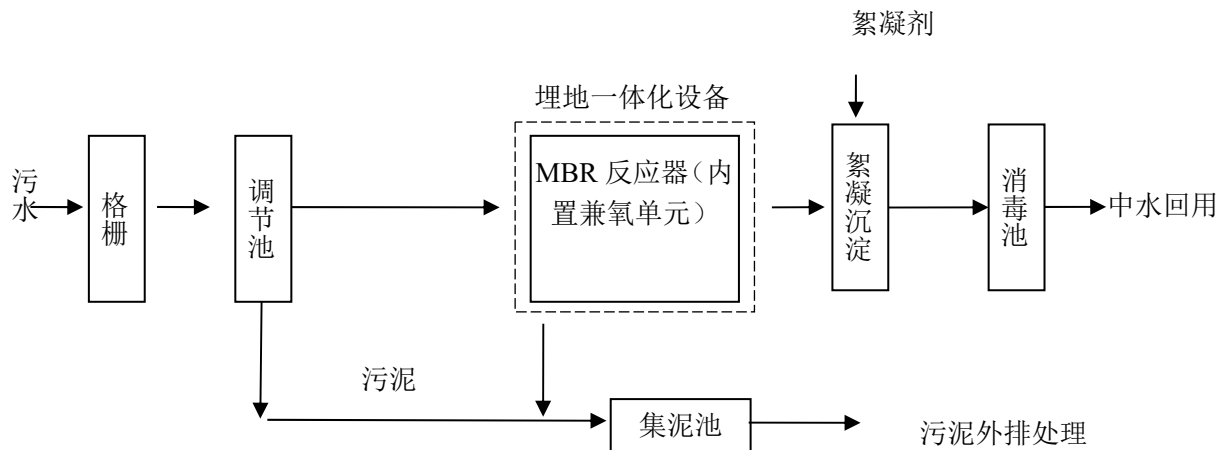 絮凝剂
埋地一体化设备
污水
格栅
调节池
MBR 反应器（内
置兼氧单元）
絮凝沉淀
消毒池
中水回用
污泥
集泥池
污泥外排处理